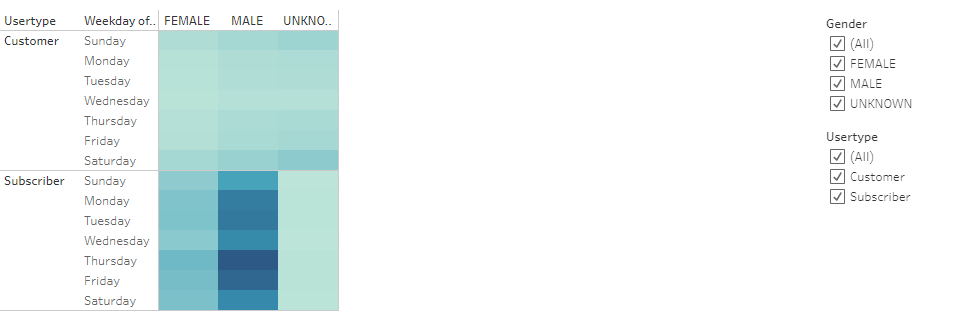 Usertype Weekday of.. FEMALE MALE UNKNO..
Customer Sunday
Monday
Tuesday
Wednesday
Thursday
Friday
Saturday
Subscriber Sunday
Monday
Tuesday
Wednesday
Thursday
Friday
Saturday
Gender
(All)
FEMALE
MALE
UNKNOWN
Usertype
(All)
Customer
Subscriber